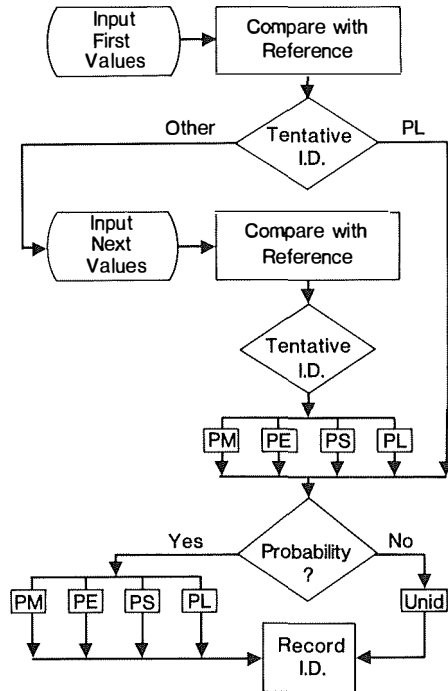 Input
First
Values
Compare with
Reference
Other
Tentative
I.D.
PL
Input
Next
Values
Compare with
Reference
Tentative
I.D.
PM PE PS PL
Yes
Probability
?
No
PM PE PS PL
Unid
Record
I.D.